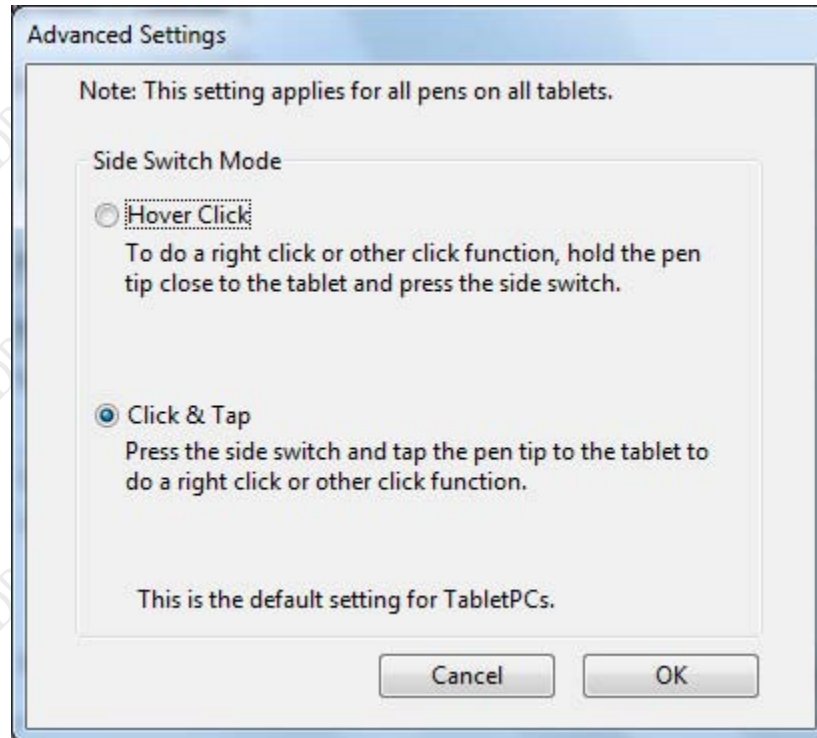 Advanced Settings
Note: This setting applies for all pens on all tablets.
Side Switch Mode
Hover Click
To do a right click or other click function, hold the pen
tip close to the tablet and press the side switch.
Click & Tap
Press the side switch and tap the pen tip to the tablet to
do a right click or other click function.
This is the default setting for TabletPCs.
Cancel OK